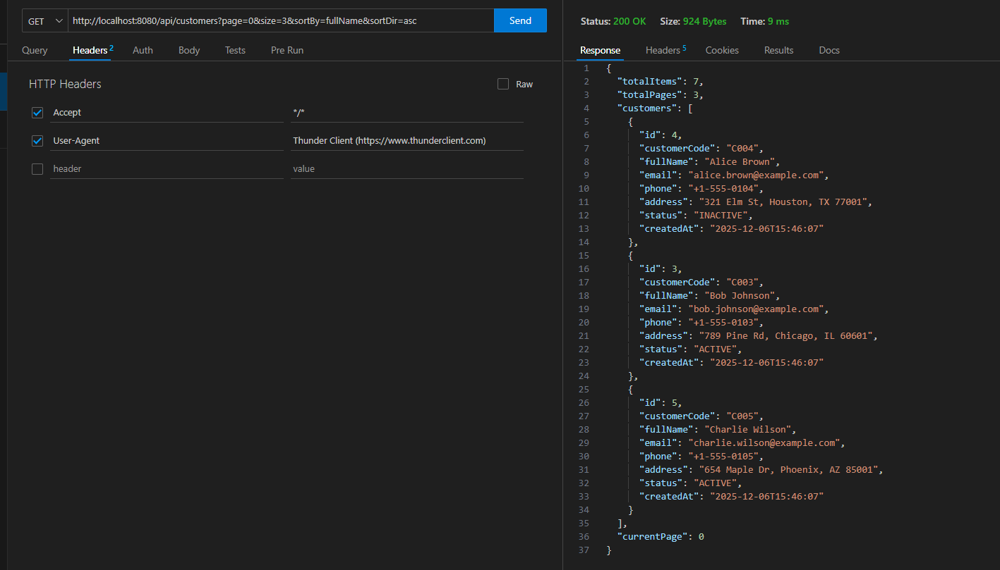 GET http://localhost:8080/api/customers?page=0&size=3&sortBy=fullName&sortDir=asc Send
Query Headers 2 Auth Body Tests Pre Run
HTTP Headers Raw
Accept */*
User-Agent Thunder Client (https://www.thunderclient.com)
header value
Status: 200 OK Size: 924 Bytes Time: 9 ms
Response Headers 5 Cookies Results Docs
1 {
2 "totalItems": 7,
3 "totalPages": 3,
4 "customers": [
5 {
6 "id": 4,
7 "customerCode": "C004",
8 "fullName": "Alice Brown",
9 "email": "alice.brown@example.com",
10 "phone": "+1-555-0104",
11 "address": "321 Elm St, Houston, TX 77001",
12 "status": "INACTIVE",
13 "createdAt": "2025-12-06T15:46:07"
14 },
15 {
16 "id": 3,
17 "customerCode": "C003",
18 "fullName": "Bob Johnson",
19 "email": "bob.johnson@example.com",
20 "phone": "+1-555-0103",
21 "address": "789 Pine Rd, Chicago, IL 60601",
22 "status": "ACTIVE",
23 "createdAt": "2025-12-06T15:46:07"
24 },
25 {
26 "id": 5,
27 "customerCode": "C005",
28 "fullName": "Charlie Wilson",
29 "email": "charlie.wilson@example.com",
30 "phone": "+1-555-0105",
31 "address": "654 Maple Dr, Phoenix, AZ 85001",
32 "status": "ACTIVE",
33 "createdAt": "2025-12-06T15:46:07"
34 }
35 ],
36 "currentPage": 0
37 }